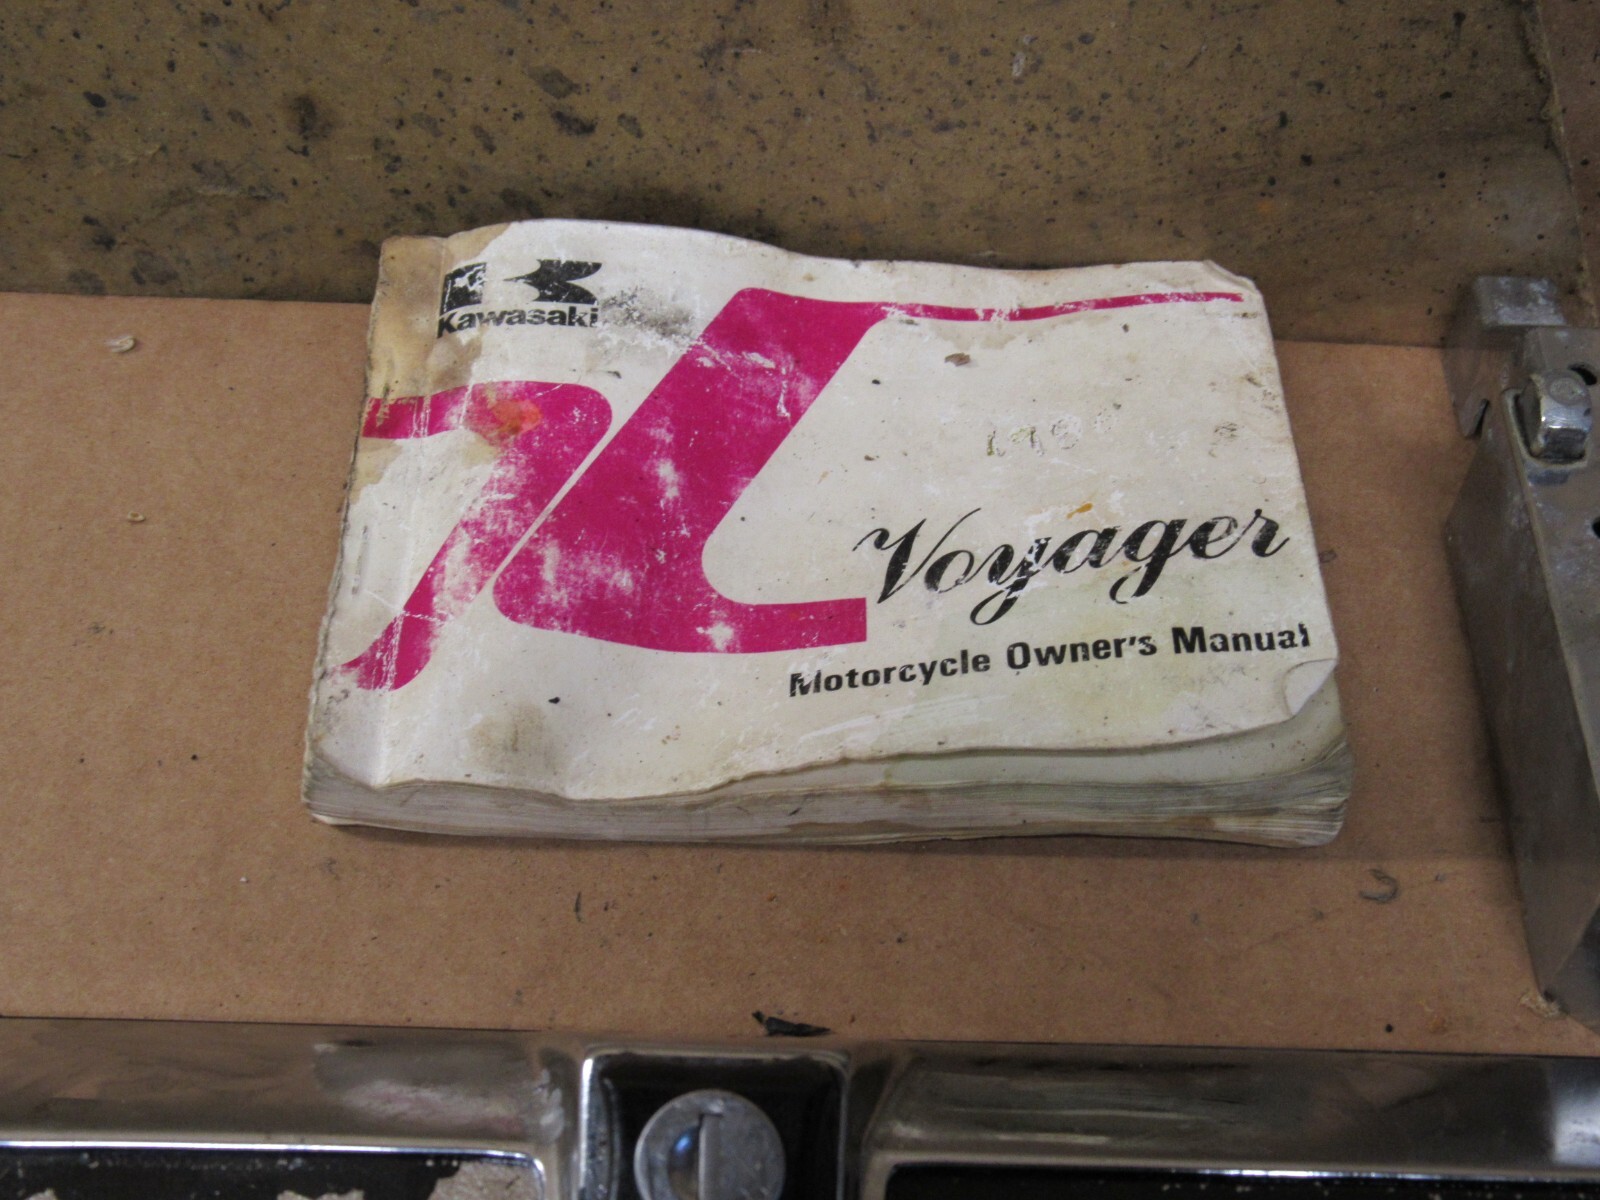 Kawasaki
Voyager
Motorcycle Owner's Manual